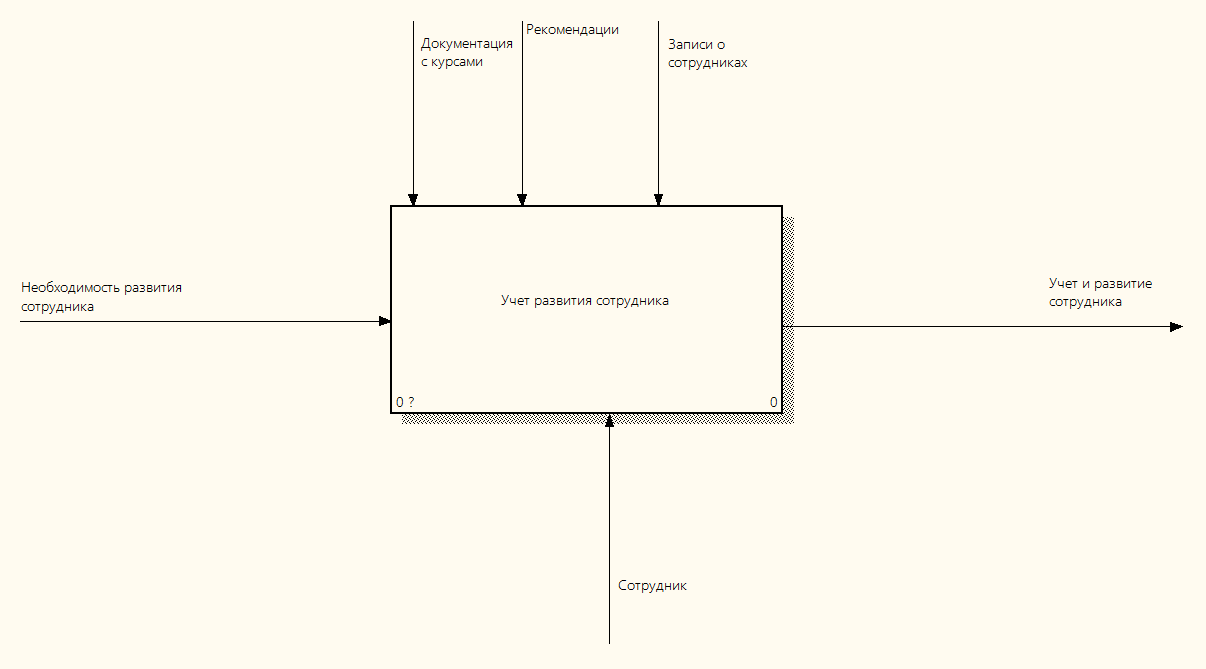 Рекомендации
Документация
с курсами
Записи о
сотрудниках
Необходимость развития
сотрудника
Учет развития сотрудника
Учет и развитие
сотрудника
0 ?
0
Сотрудник